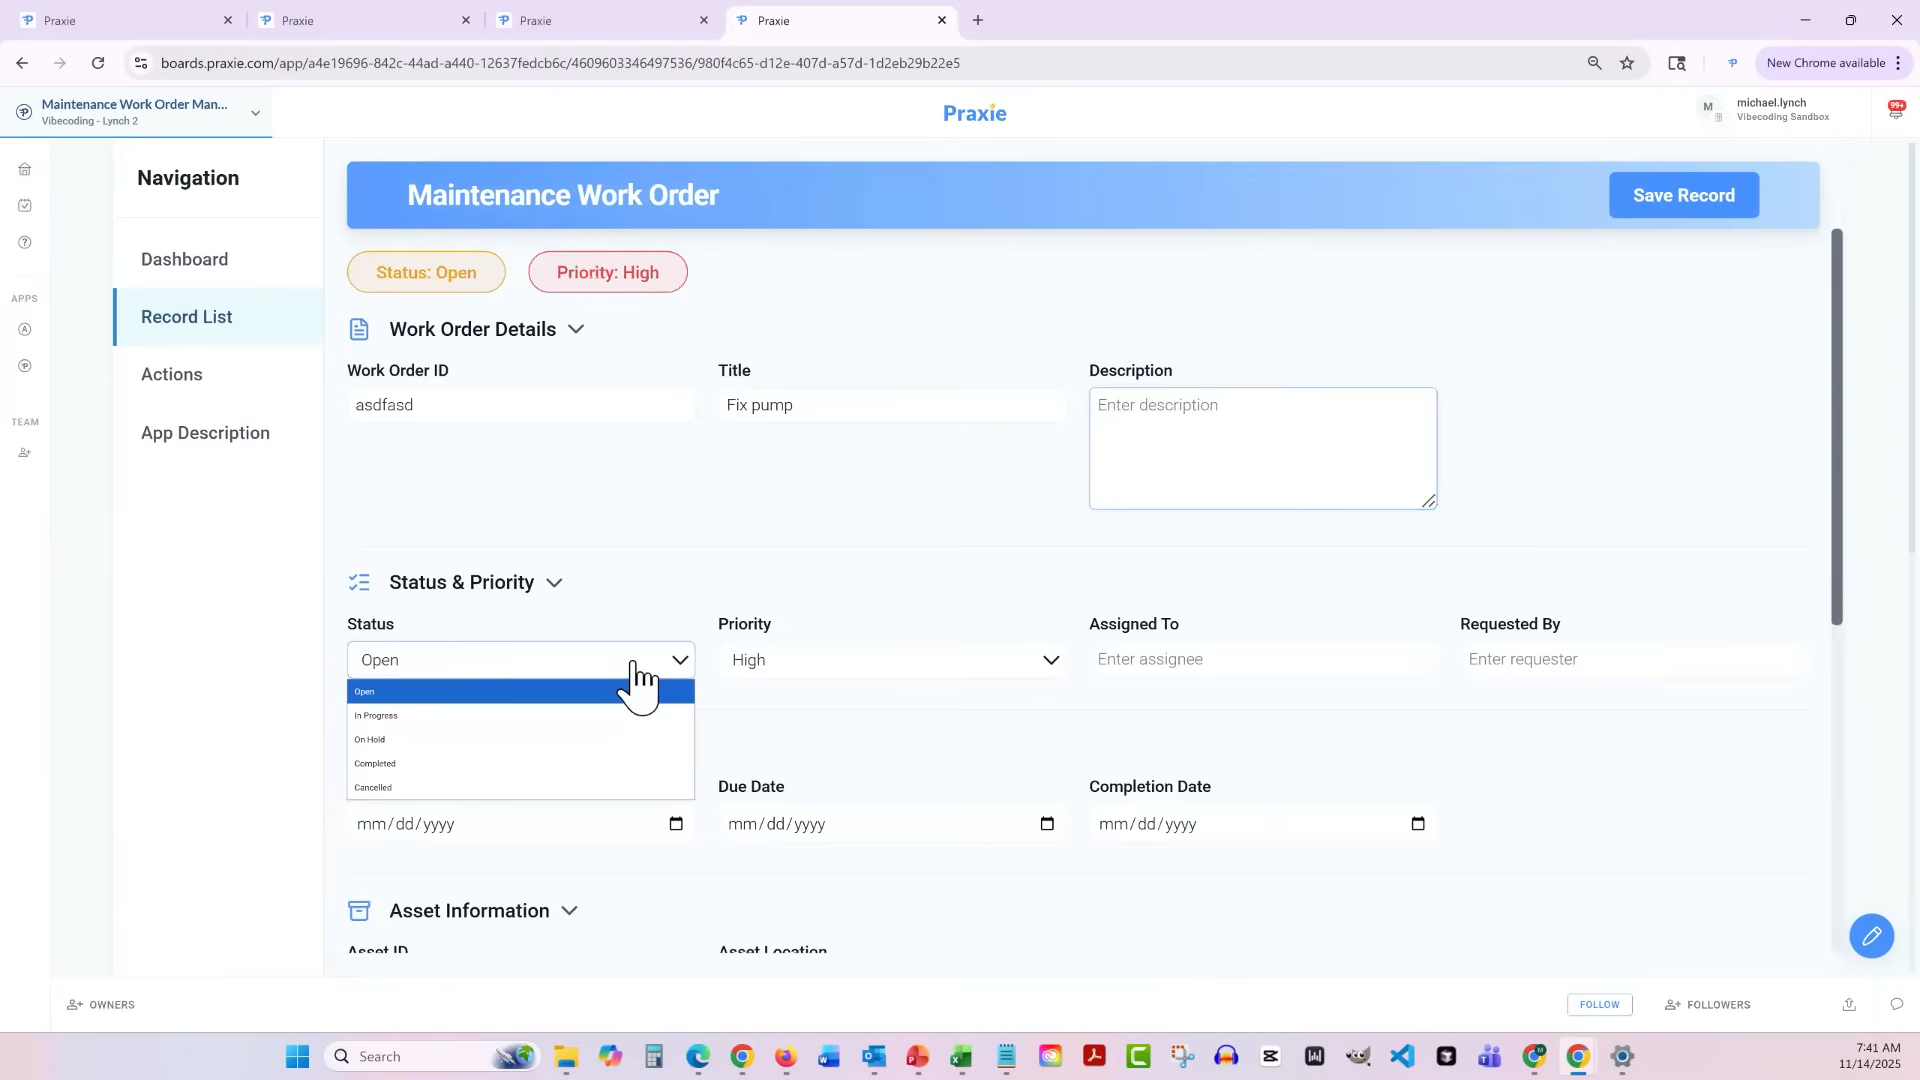 Praxie
Praxie
Praxie
Praxie
boards.praxie.com/app/a4e19696-842c-44ad-a440-12637fedcb6c/4609603346497536/980f4c65-d12e-407d-a57d-1d2eb29b22e5
New Chrome available
Maintenance Work Order Man...
Vibecoding - Lynch 2
Praxie
M
michael.lynch
Vibecoding Sandbox
99+
APPS
TEAM
Navigation
Dashboard
Record List
Actions
App Description
Maintenance Work Order
Save Record
Status: Open
Priority: High
Work Order Details
Work Order ID
Title
Description
asdfasd
Fix pump
Enter description
Status & Priority
Status
Priority
Assigned To
Requested By
Open
High
Enter assignee
Enter requester
Open
In Progress
On Hold
Completed
Cancelled
Due Date
Completion Date
mm/dd/yyyy
mm/dd/yyyy
mm/dd/yyyy
Asset Information
Asset ID
Asset Location
OWNERS
FOLLOW
FOLLOWERS
Search
7:41 AM
11/14/2025